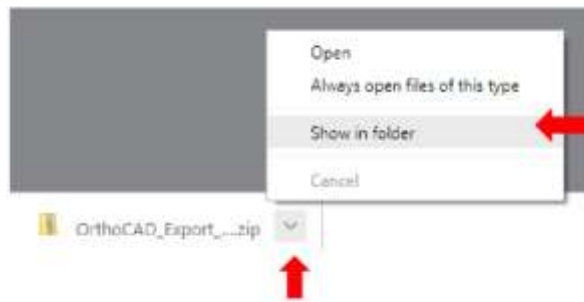 Open
Always open files of this type
Show in folder
Cancel
OrthoCAD_Export_....zip